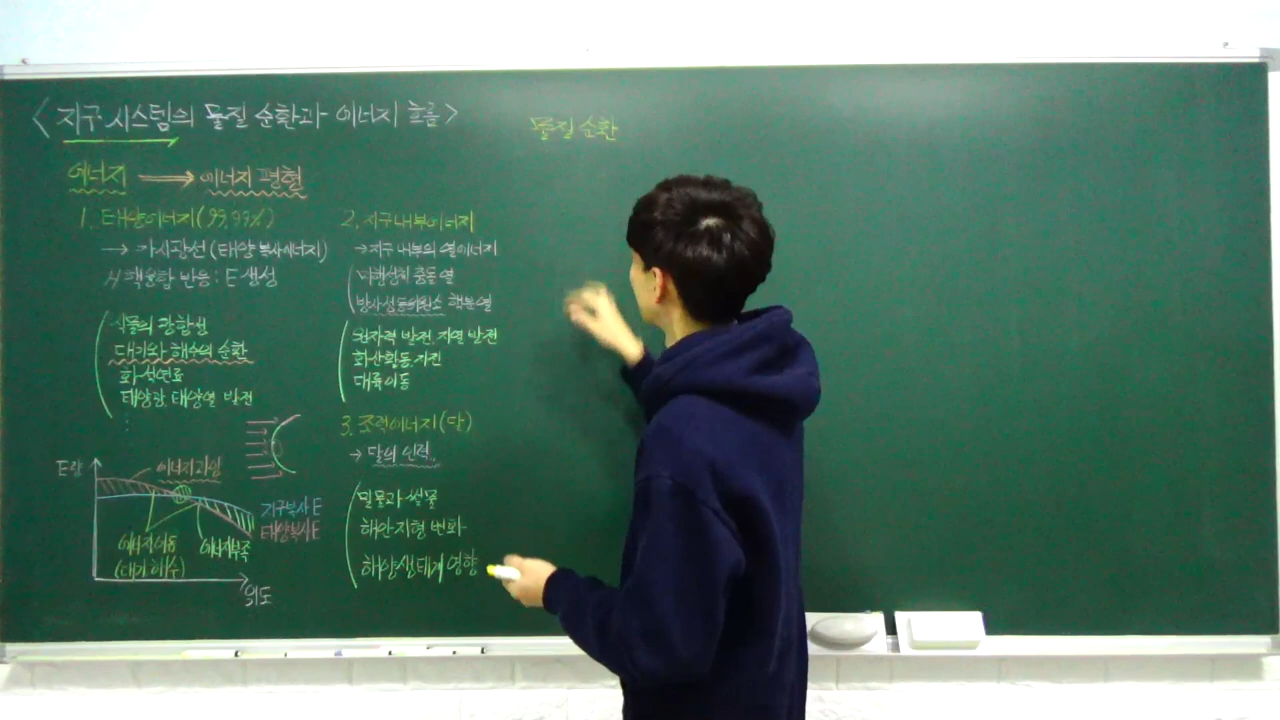 <지구시스템의 물질 순환과 에너지 흐름>
에너지 → 에너지 평형
1. 태양에너지(99.99%)
→ 가시광선(태양 복사에너지)
H 핵융합 반응 : E 생성
식물의 광합성
대기와 해수의 순환
화석연료
태양광, 태양열 발전
E량
에너지과잉
지구복사 E
태양복사 E
에너지이동
(대기, 해수)
에너지부족
위도
2. 지구내부에너지
→ 지구 내부의 열에너지
미행성체 충돌 열
방사성동위원소 핵분열
원자력 발전, 지열 발전
화산활동, 지진
대륙이동
3. 조력에너지(달)
→ 달의 인력,
밀물과 썰물
해안 지형 변화
해양생태계 영향
물질 순환